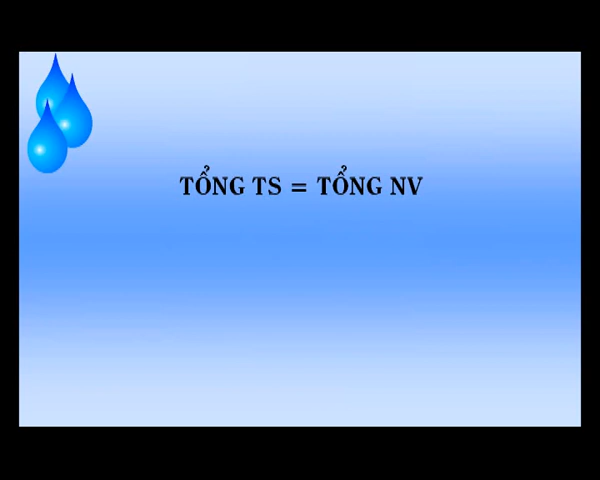 TỔNG TS = TỔNG NV